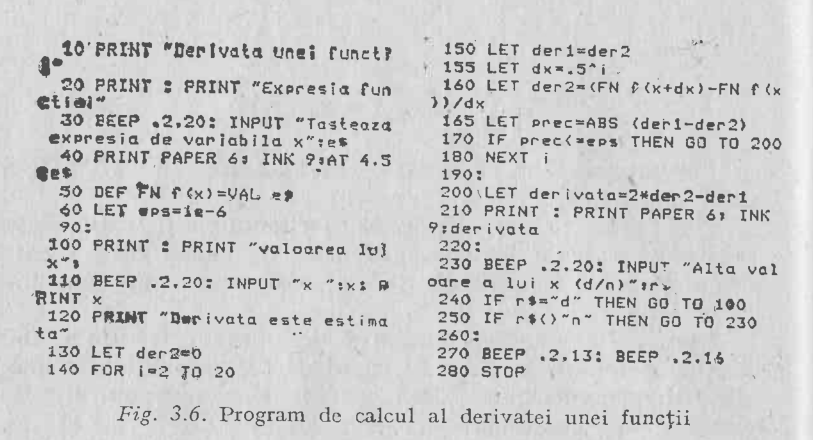 10 PRINT "Derivata unei funct?
i"
20 PRINT : PRINT "Expresia fun
ctiei"
30 BEEP .2,20: INPUT "Tasteaza
expresia de variabila x";e$
40 PRINT PAPER 6; INK 9;AT 4,5
;e$
50 DEF FN f(x)=VAL e$
60 LET eps=1e-6
90:
100 PRINT : PRINT "valoarea lui
x";
110 BEEP .2,20: INPUT "x ";x: P
RINT x
120 PRINT "Derivata este estima
ta"
130 LET der2=0
140 FOR i=2 TO 20
150 LET der1=der2
155 LET dx=.5^i
160 LET der2=(FN f(x+dx)-FN f(x
))/dx
165 LET prec=ABS (der1-der2)
170 IF prec<=eps THEN GO TO 200
180 NEXT i
190:
200 LET derivata=2*der2-der1
210 PRINT : PRINT PAPER 6; INK
9;derivata
220:
230 BEEP .2,20: INPUT "Alta val
oare a lui x (d/n)";r$
240 IF r$="d" THEN GO TO 100
250 IF r$<>"n" THEN GO TO 230
260:
270 BEEP .2,13: BEEP .2,16
280 STOP
Fig. 3.6. Program de calcul al derivatei unei funcții